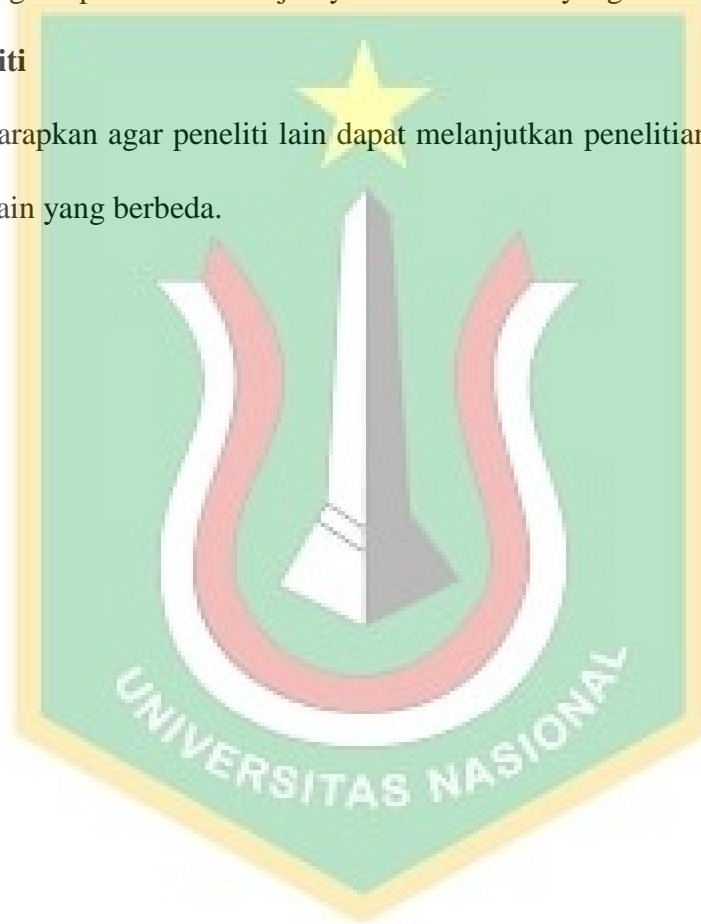 iti
arapkan agar peneliti lain dapat melanjutkan penelitian
ain yang berbeda.
UNIVERSITAS NASIONAL